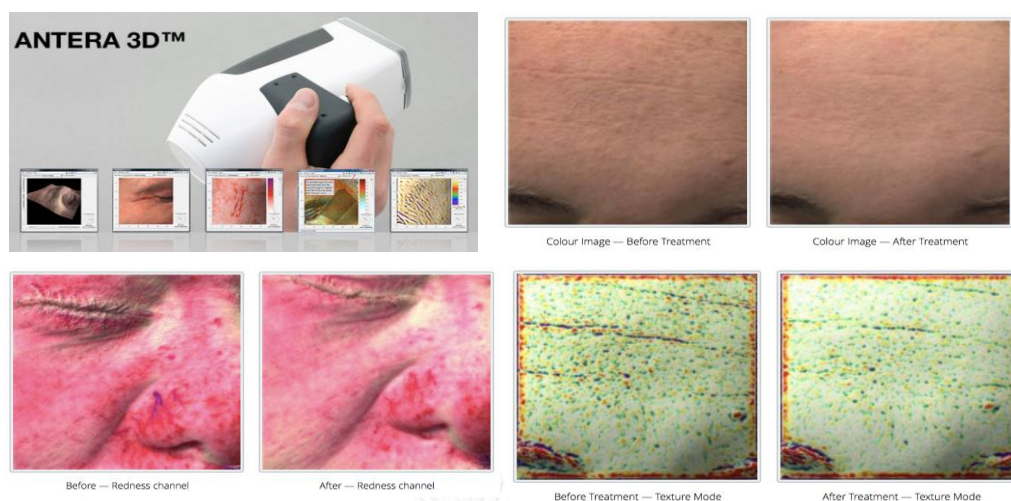 ANTERA 3D™
Colour Image — Before Treatment
Colour Image — After Treatment
Before — Redness channel
After — Redness channel
Before Treatment — Texture Mode
After Treatment — Texture Mode